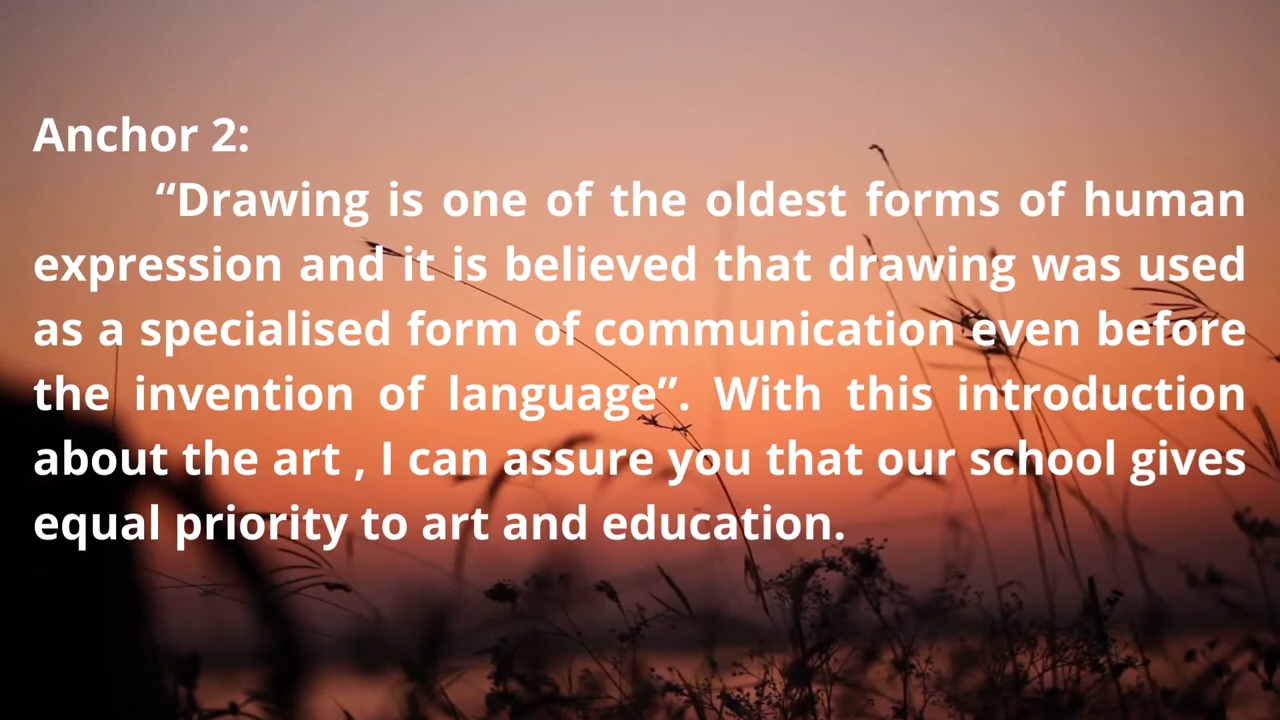 Anchor 2:
“Drawing is one of the oldest forms of human
expression and it is believed that drawing was used
as a specialised form of communication even before
the invention of language”. With this introduction
about the art , I can assure you that our school gives
equal priority to art and education.